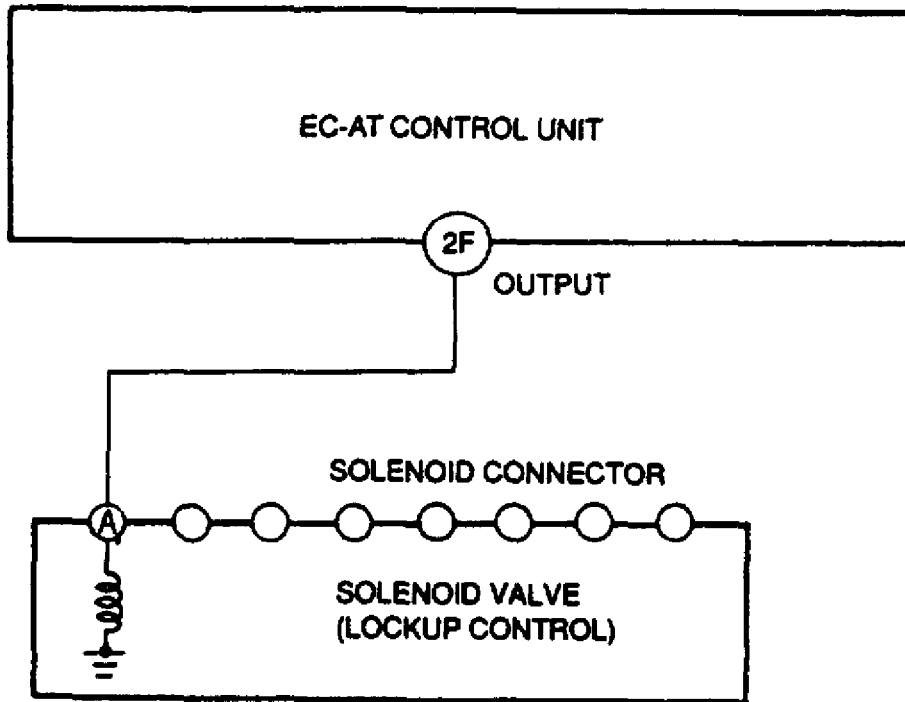 EC-AT CONTROL UNIT
2F
OUTPUT
SOLENOID CONNECTOR
A
SOLENOID VALVE
(LOCKUP CONTROL)